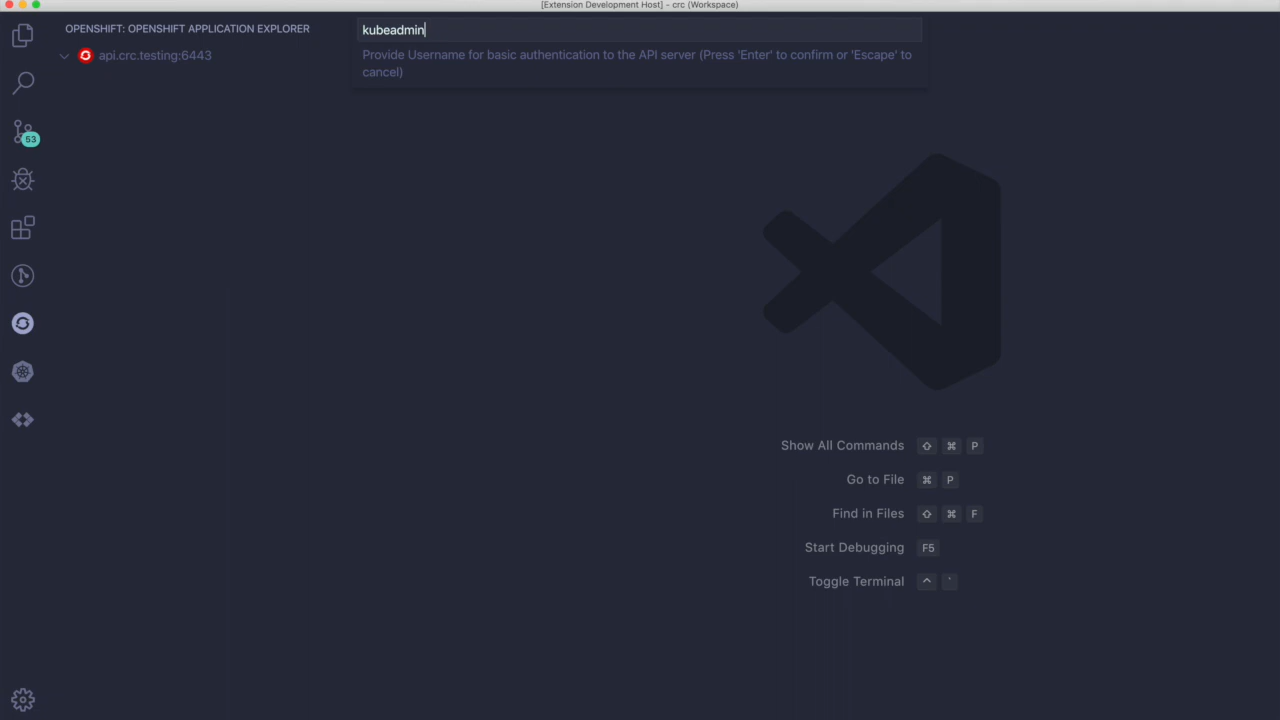 [Extension Development Host] - crc (Workspace)
OPENSHIFT: OPENSHIFT APPLICATION EXPLORER
api.crc.testing:6443
kubeadmin
Provide Username for basic authentication to the API server (Press 'Enter' to confirm or 'Escape' to
cancel)
53
Show All Commands ⇧ ⌘ P
Go to File ⌘ P
Find in Files ⇧ ⌘ F
Start Debugging F5
Toggle Terminal ^ `